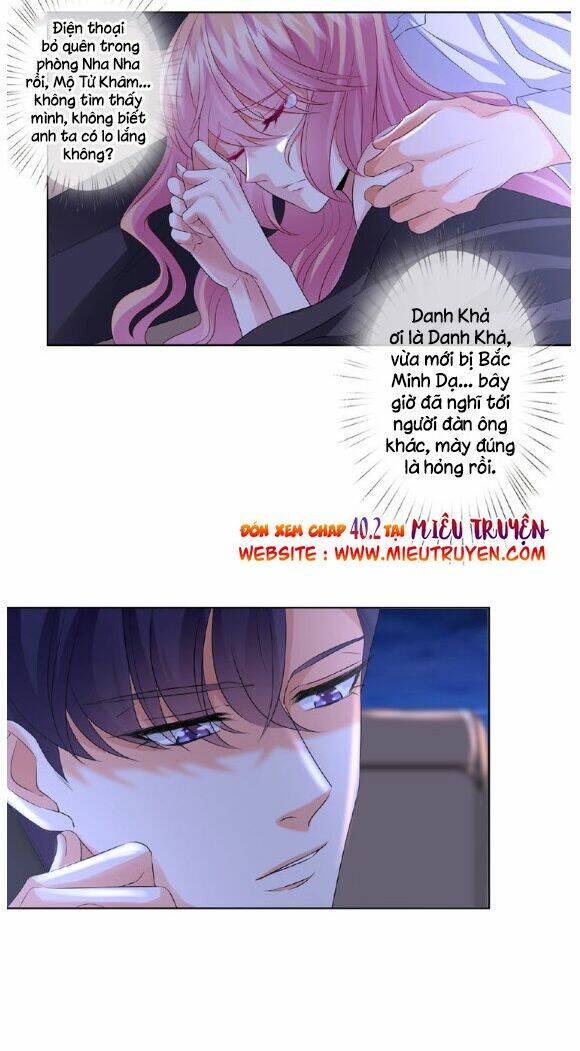 Điện thoại
bỏ quên trong
phòng Nha Nha
rồi, Mộ Tử Khâm...
không tìm thấy
mình, không biết
anh ta có lo lắng
không?
Danh Khả
ơi là Danh Khả,
vừa mới bị Bắc
Minh Dạ... bây
giờ đã nghĩ tới
người đàn ông
khác, mày đúng
là hỏng rồi.
ĐÓN XEM CHAP 40.2 TẠI MIÊU TRUYỆN
WEBSITE : WWW.MIEUTRUYEN.COM